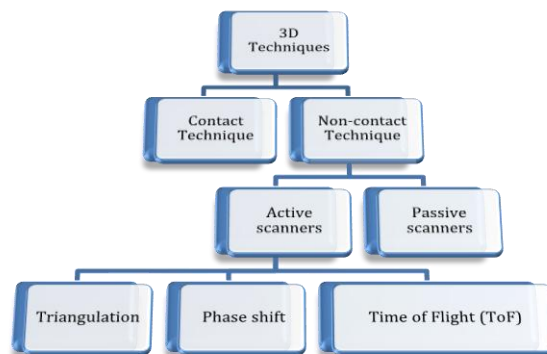 3D
Techniques
Contact
Technique
Non-contact
Technique
Active
scanners
Passive
scanners
Triangulation
Phase shift
Time of Flight (ToF)